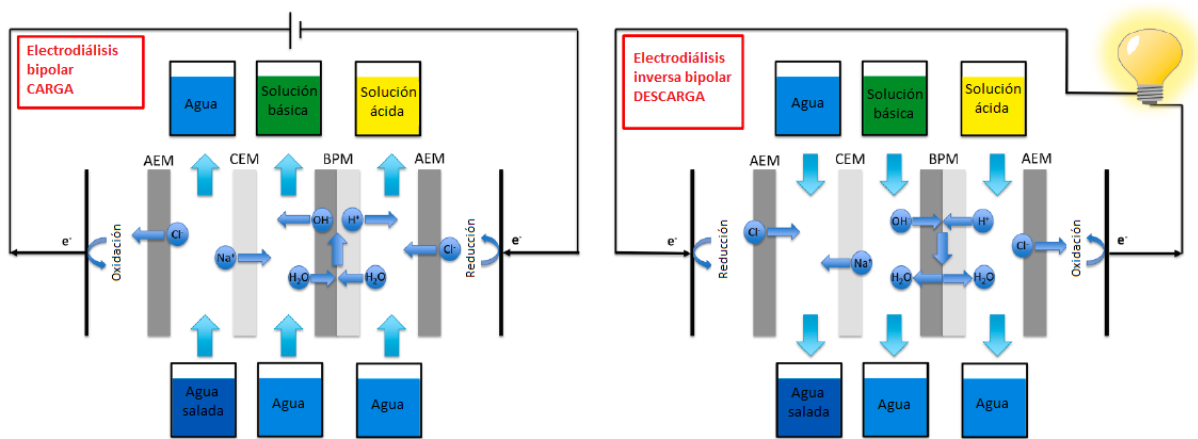 Electrodiálisis
bipolar
CARGA
Agua
Solución
básica
Solución
ácida
AEM
CEM
BPM
AEM
OH
H⁺
Cl-
Cl-
Na⁺
H₂O
H₂O
e-
Oxidación
Reducción
e-
Agua
salada
Agua
Agua
Electrodiálisis
inversa bipolar
DESCARGA
Agua
Solución
básica
Solución
ácida
AEM
CEM
BPM
AEM
OH
H⁺
Cl-
Cl-
Na⁺
H₂O
H₂O
e-
Reducción
Oxidación
e-
Agua
salada
Agua
Agua